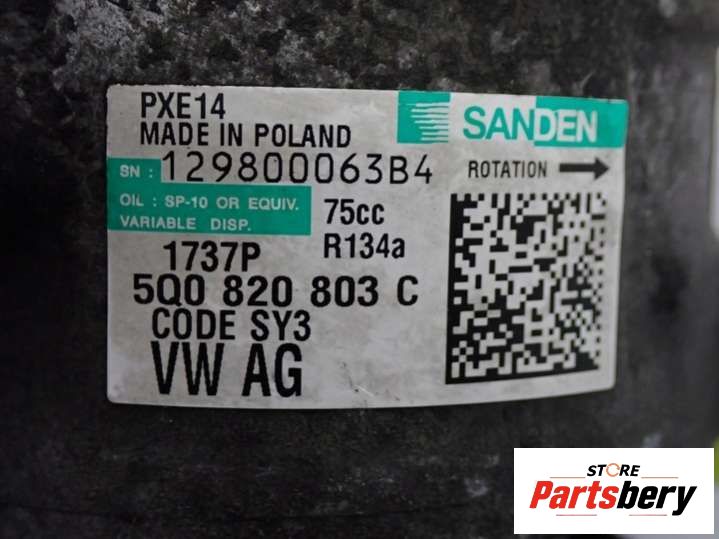 PXE14
MADE IN POLAND
SANDEN
SN : 129800063B4
ROTATION
OIL : SP-10 OR EQUIV.
VARIABLE DISP.
75cc
R134a
1737P
5Q0 820 803 C
CODE SY3
VW AG
STORE
Partsbery